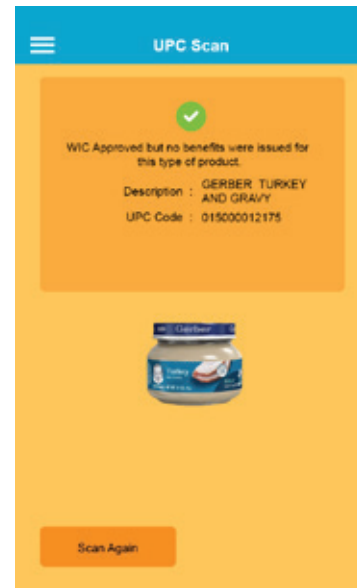 UPC Scan
WIC Approved but no benefits were issued for
this type of product.
Description : GERBER TURKEY
AND GRAVY
UPC Code : 015000012175
Gerber
Turkey
Scan Again